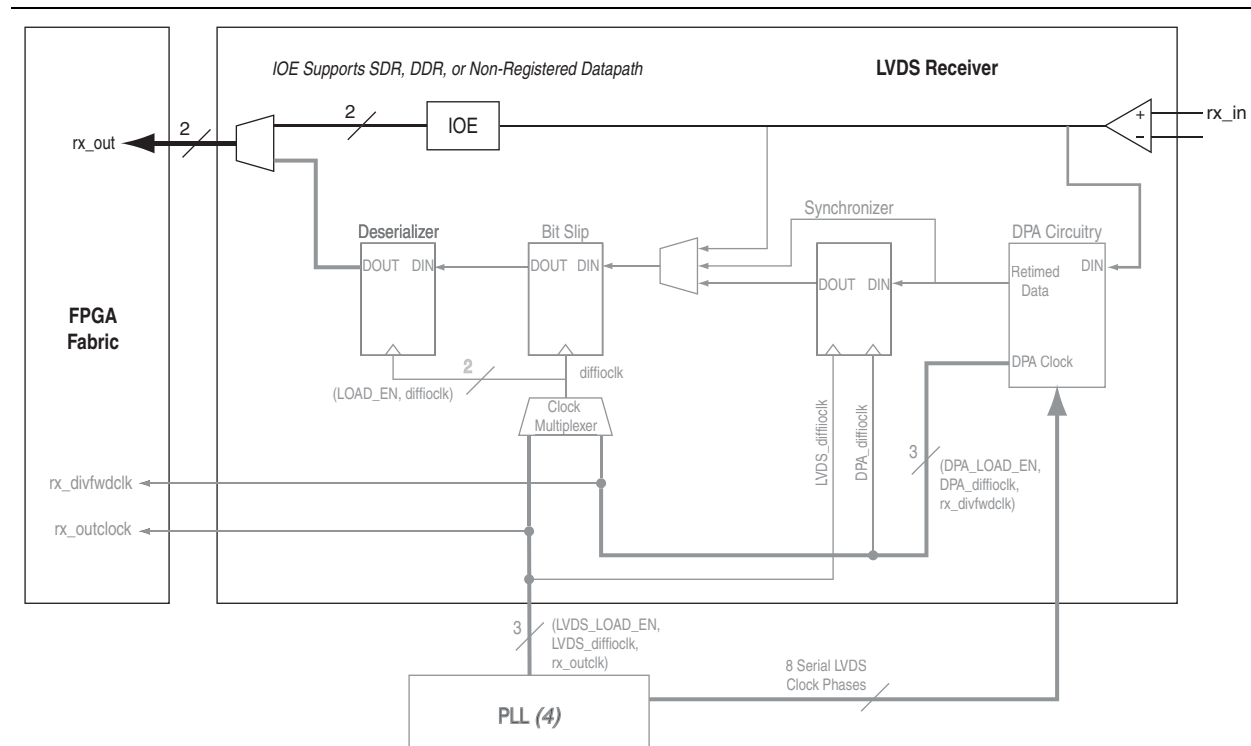 IOE Supports SDR, DDR, or Non-Registered Datapath
LVDS Receiver
2
2
IOE
+
−
rx_in
rx_out
Synchronizer
Deserializer
Bit Slip
DPA Circuitry
DOUT DIN
DOUT DIN
DOUT DIN
Retimed
Data
DIN
FPGA
Fabric
DPA Clock
2
diffioclk
(LOAD_EN, diffioclk)
Clock
Multiplexer
LVDS_diffioclk
DPA_diffioclk
3
(DPA_LOAD_EN,
DPA_diffioclk,
rx_divfwdclk)
rx_divfwdclk
rx_outclock
3
(LVDS_LOAD_EN,
LVDS_diffioclk,
rx_outclk)
8 Serial LVDS
Clock Phases
PLL (4)